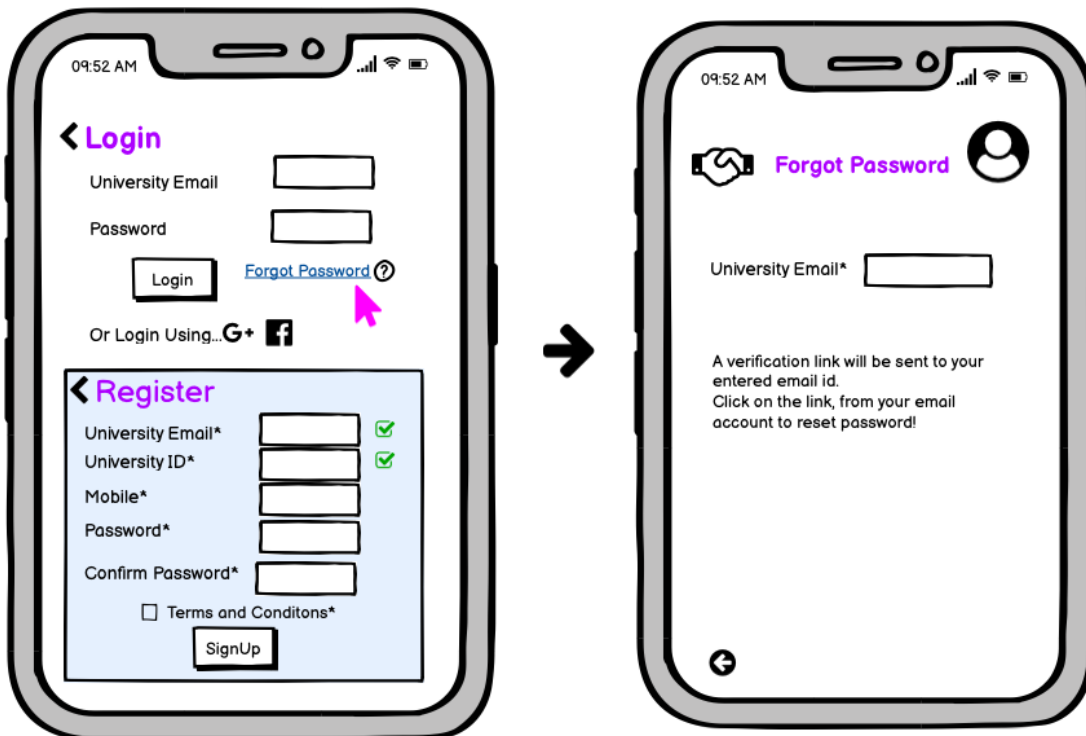 09:52 AM
Login
University Email
Password
Login
Forgot Password ?
Or Login Using...G+ f
Register
University Email*
University ID*
Mobile*
Password*
Confirm Password*
Terms and Conditons*
SignUp
09:52 AM
Forgot Password
University Email*
A verification link will be sent to your
entered email id.
Click on the link, from your email
account to reset password!